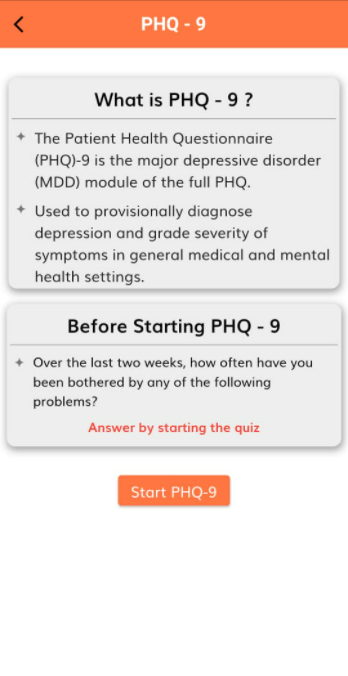 PHQ - 9
What is PHQ - 9 ?
The Patient Health Questionnaire
(PHQ)-9 is the major depressive disorder
(MDD) module of the full PHQ.
Used to provisionally diagnose
depression and grade severity of
symptoms in general medical and mental
health settings.
Before Starting PHQ - 9
Over the last two weeks, how often have you
been bothered by any of the following
problems?
Answer by starting the quiz
Start PHQ-9